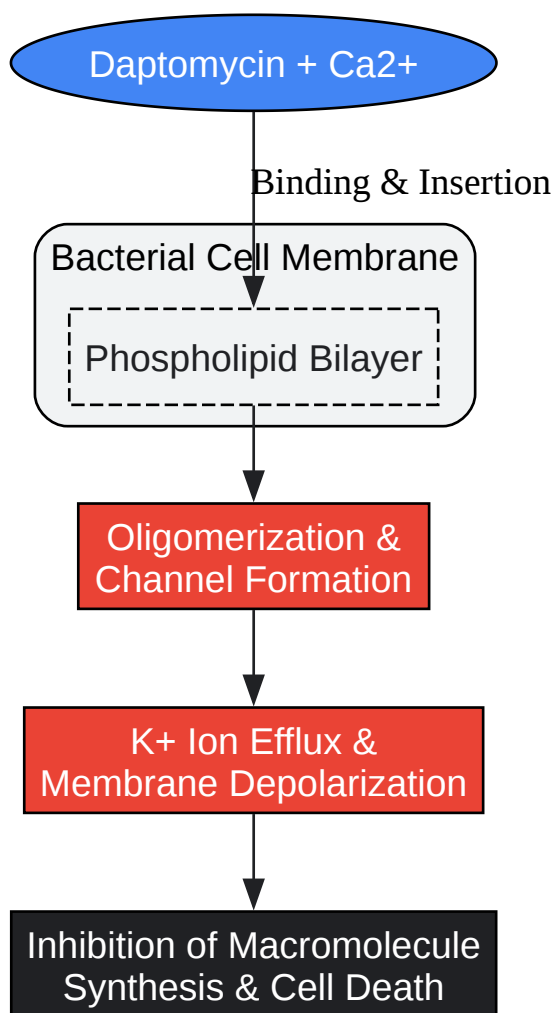 Daptomycin + Ca2+
Binding & Insertion
Bacterial Cell Membrane
Phospholipid Bilayer
Oligomerization &
Channel Formation
K+ Ion Efflux &
Membrane Depolarization
Inhibition of Macromolecule
Synthesis & Cell Death